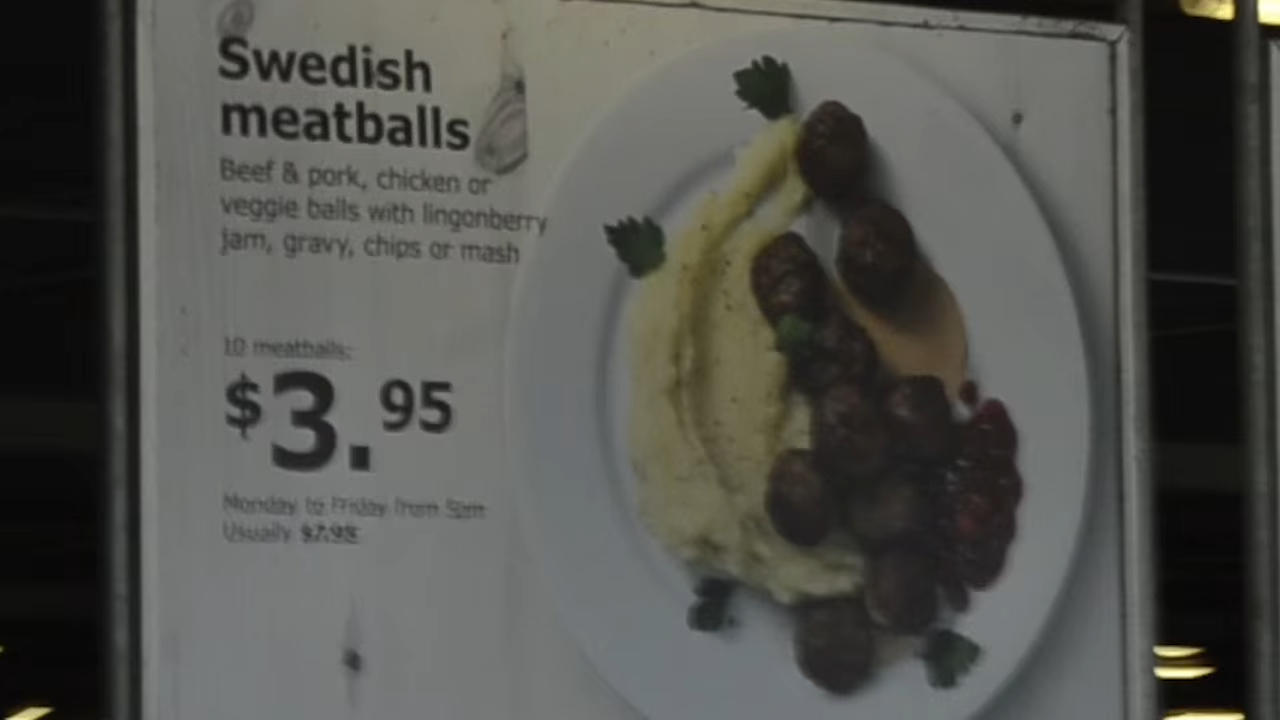 Swedish
meatballs
Beef & pork, chicken or
veggie balls with lingonberry
jam, gravy, chips or mash
10 meatballs:
$3.95
Monday to Friday from 5pm
Usually $7.95